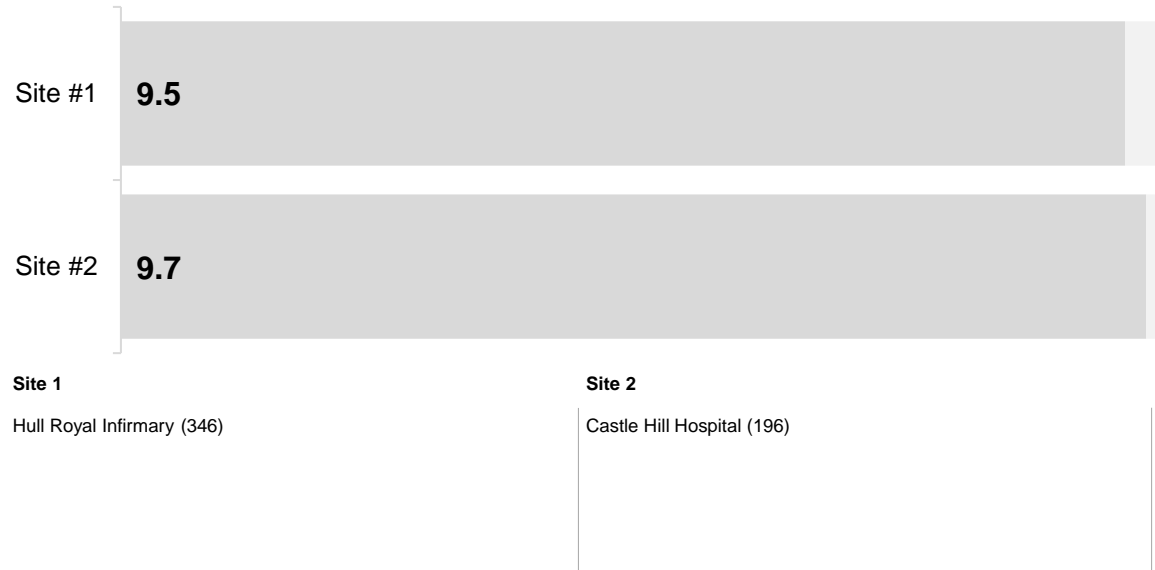 Site #1
9.5
Site #2
9.7
Site 1
Hull Royal Infirmary (346)
Site 2
Castle Hill Hospital (196)